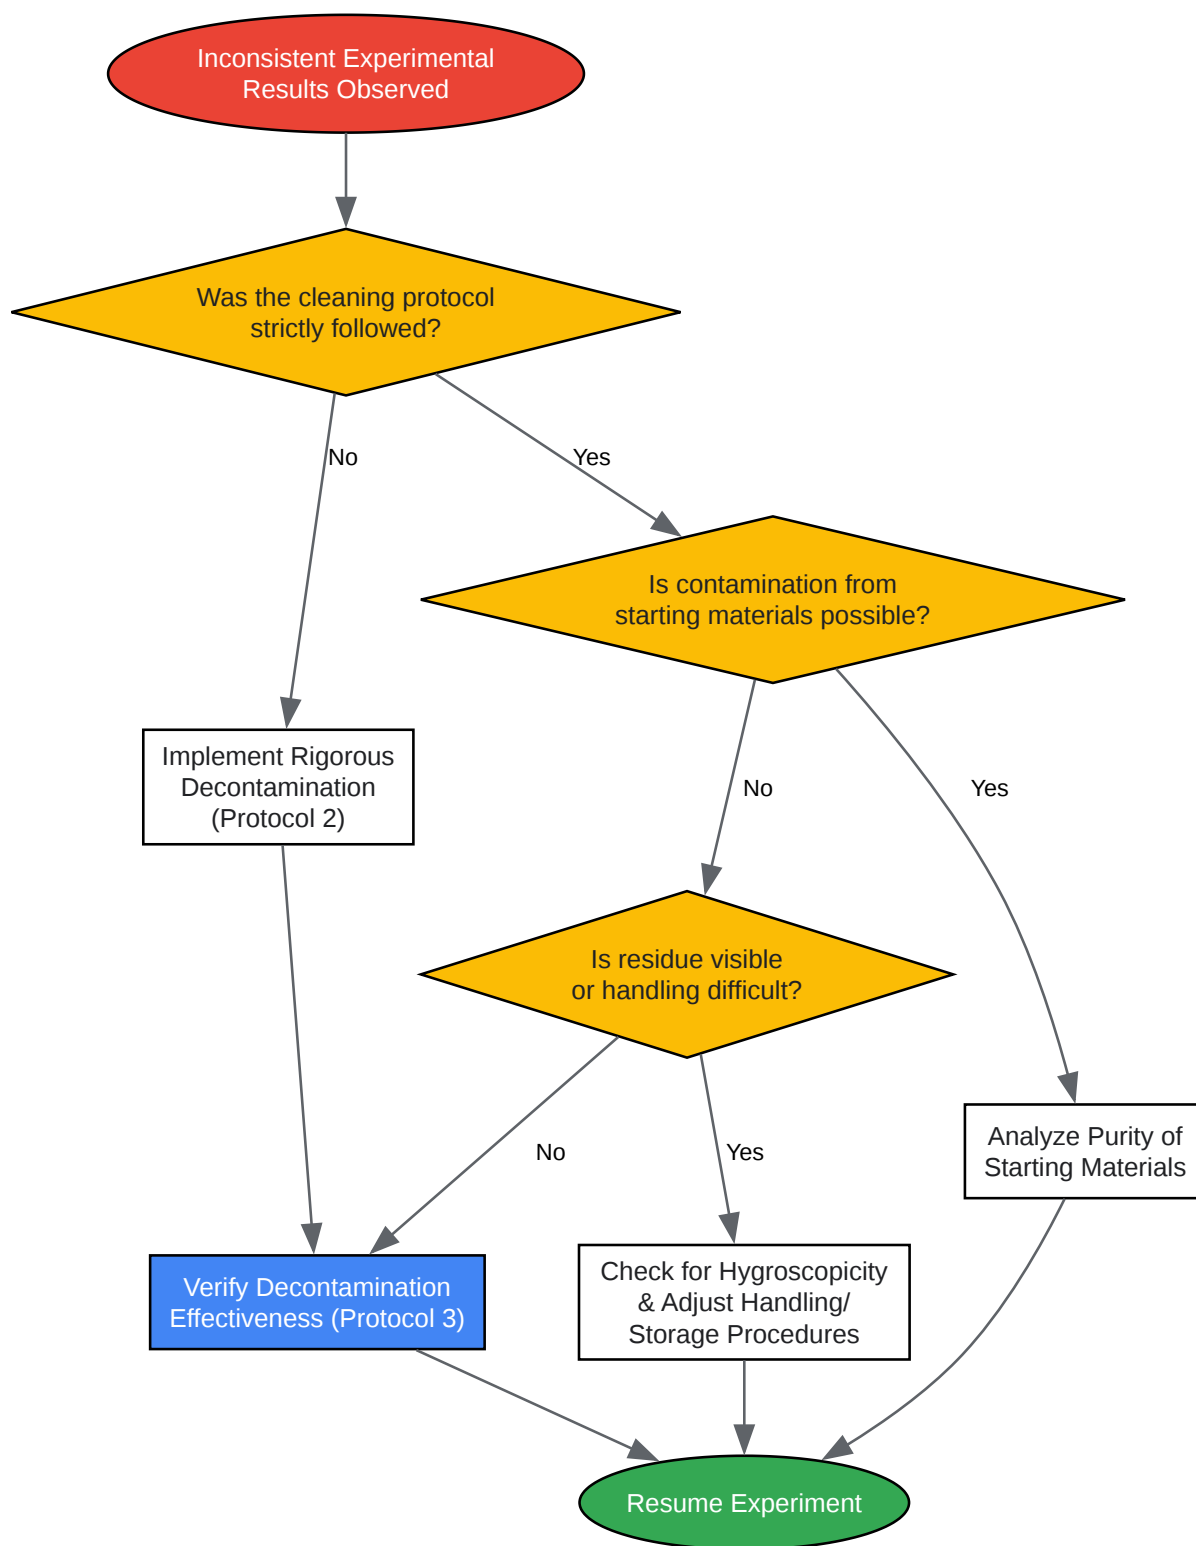 Inconsistent Experimental
Results Observed
Was the cleaning protocol
strictly followed?
No
Yes
Is contamination from
starting materials possible?
Implement Rigorous
Decontamination
(Protocol 2)
No
Yes
Is residue visible
or handling difficult?
No
Yes
Analyze Purity of
Starting Materials
Verify Decontamination
Effectiveness (Protocol 3)
Check for Hygroscopicity
& Adjust Handling/
Storage Procedures
Resume Experiment